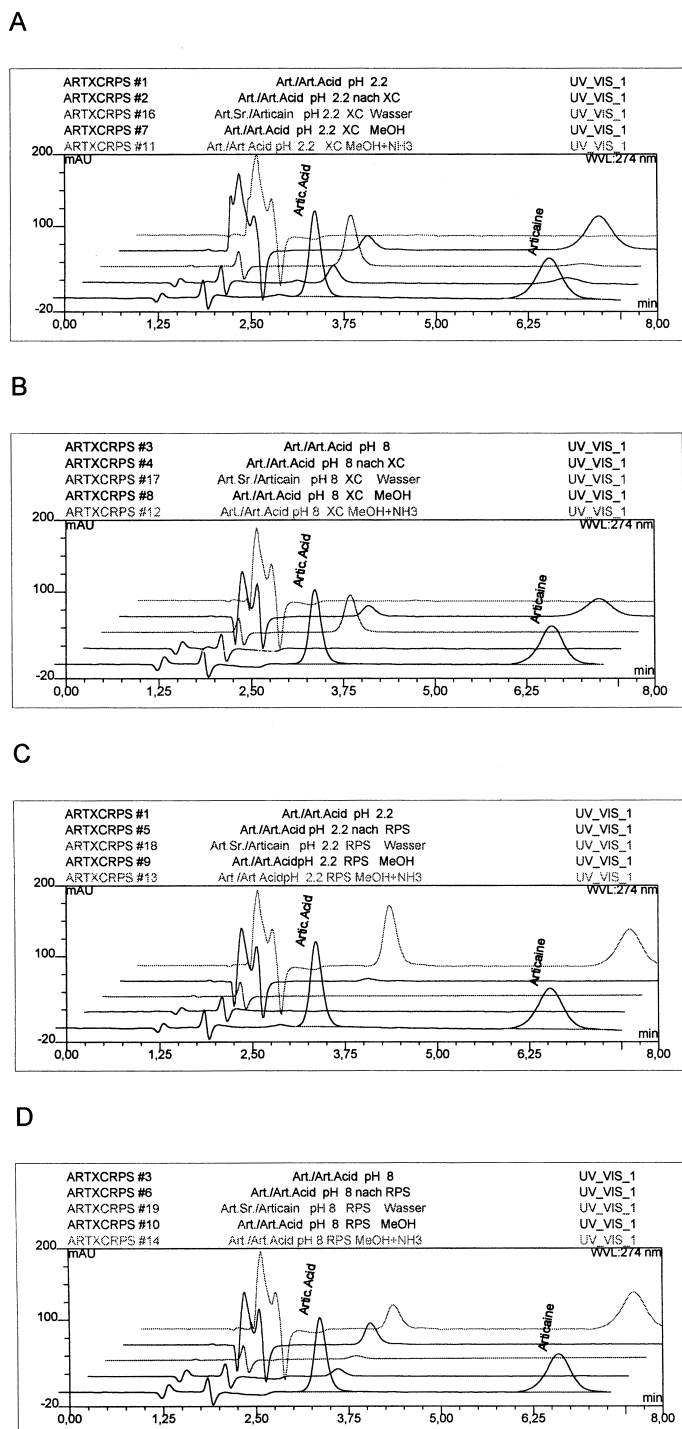 A
ARTXCRPS #1 Art./Art.Acid pH 2.2 UV_VIS_1
ARTXCRPS #2 Art./Art.Acid pH 2.2 nach XC UV_VIS_1
ARTXCRPS #16 Art.Sr./Articain pH 2.2 XC Wasser UV_VIS_1
ARTXCRPS #7 Art./Art.Acid pH 2.2 XC MeOH UV_VIS_1
ARTXCRPS #11 Art./Art.Acid pH 2.2 XC MeOH+NH3 UV_VIS_1
200 mAU WVL:274 nm
Artic.Acid
Articaine
100
-20 min
0,00 1,25 2,50 3,75 5,00 6,25 8,00
B
ARTXCRPS #3 Art./Art.Acid pH 8 UV_VIS_1
ARTXCRPS #4 Art./Art.Acid pH 8 nach XC UV_VIS_1
ARTXCRPS #17 Art.Sr./Articain pH 8 XC Wasser UV_VIS_1
ARTXCRPS #8 Art./Art.Acid pH 8 XC MeOH UV_VIS_1
ARTXCRPS #12 Art./Art.Acid pH 8 XC MeOH+NH3 UV_VIS_1
200 mAU WVL:274 nm
Artic.Acid
Articaine
100
-20 min
0,00 1,25 2,50 3,75 5,00 6,25 8,00
C
ARTXCRPS #1 Art./Art.Acid pH 2.2 UV_VIS_1
ARTXCRPS #5 Art./Art.Acid pH 2.2 nach RPS UV_VIS_1
ARTXCRPS #18 Art.Sr./Articain pH 2.2 RPS Wasser UV_VIS_1
ARTXCRPS #9 Art./Art.AcidpH 2.2 RPS MeOH UV_VIS_1
ARTXCRPS #13 Art./Art.AcidpH 2.2 RPS MeOH+NH3 UV_VIS_1
200 mAU WVL:274 nm
Artic.Acid
Articaine
100
-20 min
0,00 1,25 2,50 3,75 5,00 6,25 8,00
D
ARTXCRPS #3 Art./Art.Acid pH 8 UV_VIS_1
ARTXCRPS #6 Art./Art.Acid pH 8 nach RPS UV_VIS_1
ARTXCRPS #19 Art.Sr./Articain pH 8 RPS Wasser UV_VIS_1
ARTXCRPS #10 Art./Art.Acid pH 8 RPS MeOH UV_VIS_1
ARTXCRPS #14 Art./Art.Acid pH 8 RPS MeOH+NH3 UV_VIS_1
200 mAU WVL:274 nm
Artic.Acid
Articaine
100
-20 min
0,00 1,25 2,50 3,75 5,00 6,25 8,00